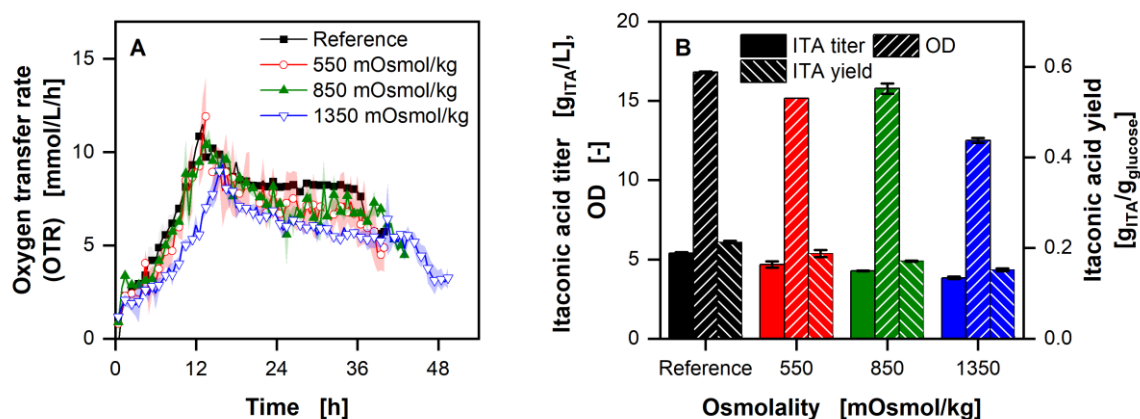 A
Reference
550 mOsmol/kg
850 mOsmol/kg
1350 mOsmol/kg
Oxygen transfer rate
(OTR) [mmol/L/h]
15
10
5
0
0 12 24 36 48
Time [h]
B
ITA titer
OD
ITA yield
Itaconic acid titer [gITA/L],
OD [-]
20
15
10
5
0
Itaconic acid yield
[gITA/gglucose]
0.6
0.4
0.2
0.0
Reference 550 850 1350
Osmolality [mOsmol/kg]